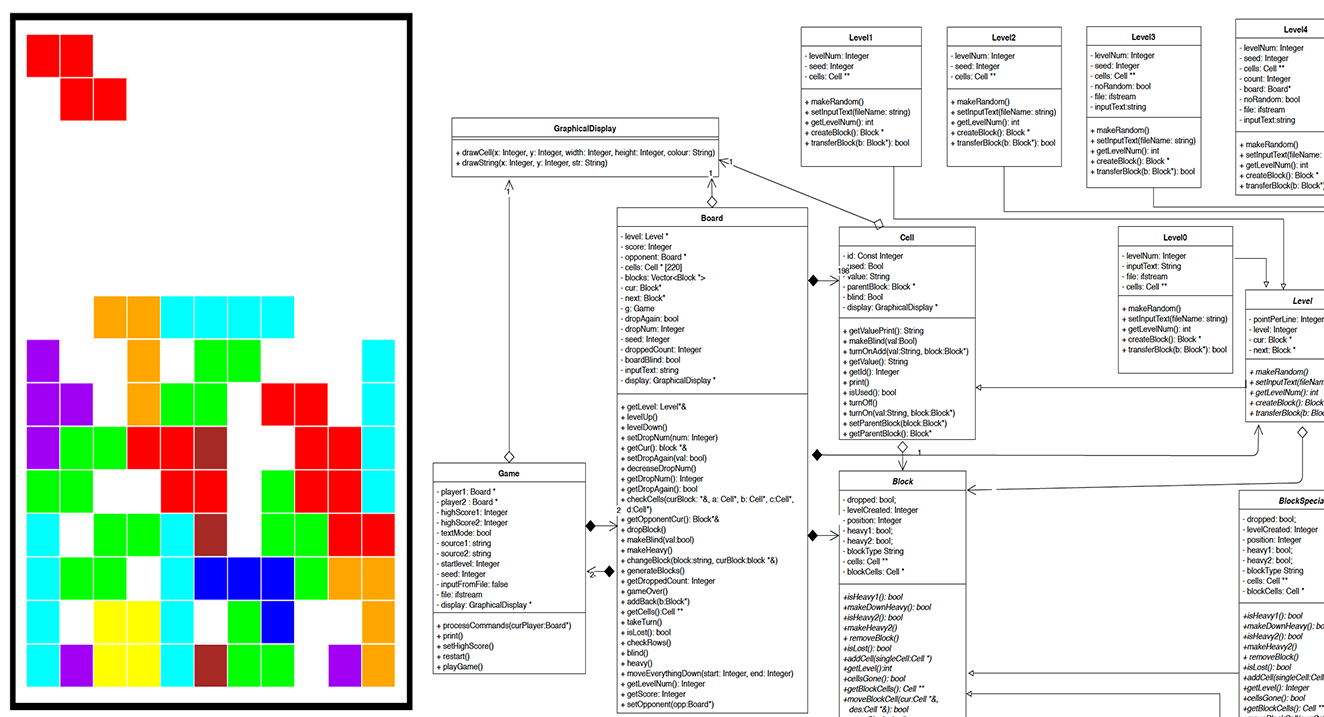 GraphicalDisplay
+ drawCell(x: Integer, y: Integer, width: Integer, height: Integer, colour: String)
+ drawString(x: Integer, y: Integer, str: String)
1
1
1
Game
- player1: Board *
- player2 : Board *
- highScore1: Integer
- highScore2: Integer
- textMode: bool
- source1: string
- source2: string
- startlevel: Integer
- seed: Integer
- inputFromFile: false
- file: ifstream
- display: GraphicalDisplay *
+ processCommands(curPlayer:Board*)
+ print()
+ setHighScore()
+ restart()
+ playGame()
2
2
Board
- level: Level *
- score: Integer
- opponent: Board *
- cells: Cell * [220]
- blocks: Vector<Block *>
- cur: Block*
- next: Block*
- g: Game
- dropAgain: bool
- dropNum: Integer
- seed: Integer
- droppedCount: Integer
- boardBlind: bool
- inputText: string
- display: GraphicalDisplay *
+ getLevel: Level*&
+ levelUp()
+ levelDown()
+ setDropNum(num: Integer)
+ getCur(): block *&
+ setDropAgain(val: bool)
+ decreaseDropNum()
+ getDropNum(): Integer
+ getDropAgain(): bool
+ checkCells(curBlock: *&, a: Cell*, b: Cell*, c:Cell*,
d:Cell*)
+ getOpponentCur(): Block*&
+ dropBlock()
+ makeBlind(val:bool)
+ makeHeavy()
+ changeBlock(block:string, curBlock:block *&)
+ generateBlocks()
+ getDroppedCount: Integer
+ gameOver()
+ addBack(b:Block*)
+ getCells():Cell **
+ takeTurn()
+ isLost(): bool
+ checkRows()
+ blind()
+ heavy()
+ moveEverythingDown(start: Integer, end: Integer)
+ getLevelNum(): Integer
+ getScore: Integer
+ setOpponent(opp:Board*)
Level1
- levelNum: Integer
- seed: Integer
- cells: Cell **
+ makeRandom()
+ setInputText(fileName: string)
+ getLevelNum(): int
+ createBlock(): Block *
+ transferBlock(b: Block*): bool
Level2
- levelNum: Integer
- seed: Integer
- cells: Cell **
+ makeRandom()
+ setInputText(fileName: string)
+ getLevelNum(): int
+ createBlock(): Block *
+ transferBlock(b: Block*): bool
Level3
- levelNum: Integer
- seed: Integer
- cells: Cell **
- noRandom: bool
- file: ifstream
- inputText:string
+ makeRandom()
+ setInputText(fileName: string)
+ getLevelNum(): int
+ createBlock(): Block *
+ transferBlock(b: Block*): bool
Level4
- levelNum: Integer
- seed: Integer
- cells: Cell **
- count: Integer
- board: Board*
- noRandom: bool
- file: ifstream
- inputText:string
+ makeRandom()
+ setInputText(fileName:
+ getLevelNum(): int
+ createBlock(): Block *
+ transferBlock(b: Block*)
Cell
- id: Const Integer
- used: Bool
198
- value: String
- parentBlock: Block *
- blind: Bool
- display: GraphicalDisplay *
+ getValuePrint(): String
+ makeBlind(val:Bool)
+ turnOnAdd(val:String, block:Block*)
+ getValue(): String
+ getId(): Integer
+ print()
+ isUsed(): bool
+ turnOff()
+ turnOn(val:String, block:Block*)
+ setParentBlock(block:Block*)
+ getParentBlock(): Block*
1
Level0
- levelNum: Integer
- inputText: String
- file: ifstream
- cells: Cell **
+ makeRandom()
+ setInputText(fileName: string)
+ getLevelNum(): int
+ createBlock(): Block *
+ transferBlock(b: Block*): bool
Level
- pointPerLine: Integer
- level: Integer
- cur: Block *
- next: Block *
+ makeRandom()
+ setInputText(fileNam
+ getLevelNum(): int
+ createBlock(): Block
+ transferBlock(b: Bloc
Block
- dropped: bool;
- levelCreated: Integer
- position: Integer
- heavy1: bool;
- heavy2: bool;
- blockType String
- cells: Cell **
- blockCells: Cell *
+isHeavy1(): bool
+makeDownHeavy(): bool
+isHeavy2(): bool
+makeHeavy2()
+ removeBlock()
+isLost(): bool
+addCell(singleCell:Cell *)
+getLevel():int
+cellsGone(): bool
+getBlockCells(): Cell **
+moveBlockCell(cur:Cell *&,
des:Cell *&): bool
BlockSpecia
- dropped: bool;
- levelCreated: Integer
- position: Integer
- heavy1: bool;
- heavy2: bool;
- blockType String
- cells: Cell **
- blockCells: Cell *
+isHeavy1(): bool
+makeDownHeavy(): bo
+isHeavy2(): bool
+makeHeavy2()
+ removeBlock()
+isLost(): bool
+addCell(singleCell:Cell
+getLevel(): Integer
+cellsGone(): bool
+getBlockCells(): Cell **